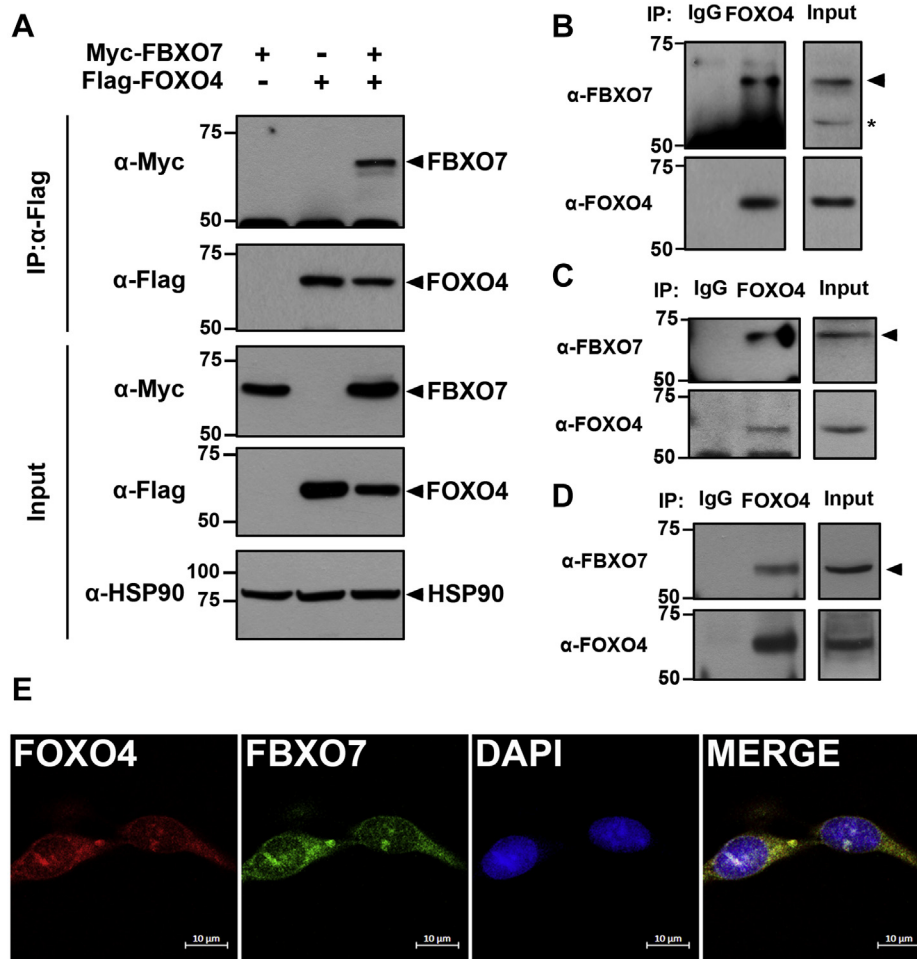 A
Myc-FBXO7 + - +
Flag-FOXO4 - + +
IP:α-Flag
75
α-Myc
FBXO7
50
75
α-Flag
FOXO4
50
Input
75
α-Myc
FBXO7
50
75
α-Flag
FOXO4
50
100
α-HSP90
HSP90
75
B
IP: IgG FOXO4 Input
75
α-FBXO7
*
50
75
α-FOXO4
50
C
IP: IgG FOXO4 Input
75
α-FBXO7
50
75
α-FOXO4
50
D
IP: IgG FOXO4 Input
75
α-FBXO7
50
75
α-FOXO4
50
E
FOXO4 FBXO7 DAPI MERGE
10 µm 10 µm 10 µm 10 µm